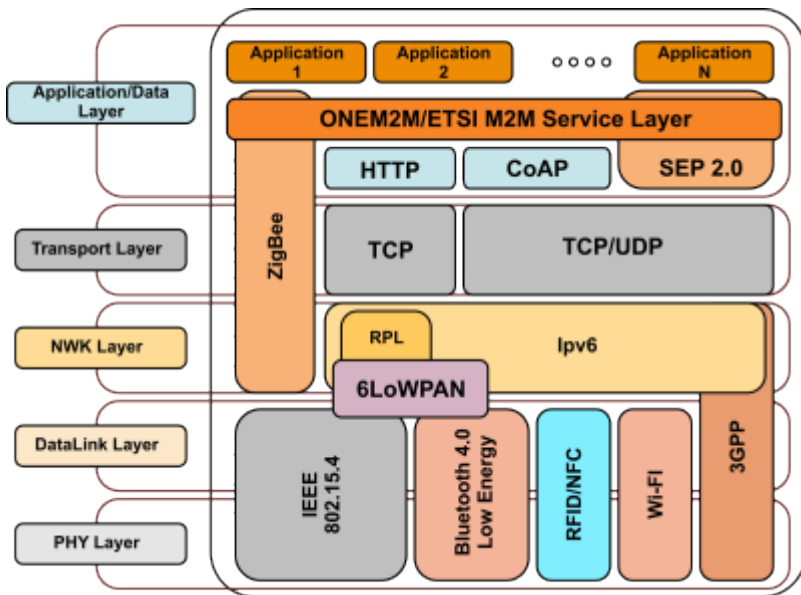 Application
1
Application
2
Application
N
Application/Data
Layer
ONEM2M/ETSI M2M Service Layer
HTTP
CoAP
SEP 2.0
ZigBee
Transport Layer
TCP
TCP/UDP
NWK Layer
RPL
Ipv6
6LoWPAN
DataLink Layer
IEEE
802.15.4
Bluetooth 4.0
Low Energy
RFID/NFC
Wi-FI
3GPP
PHY Layer